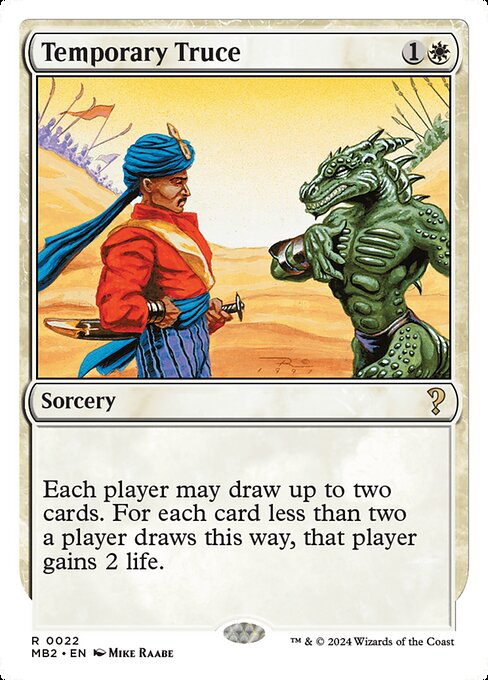 Temporary Truce 1
Sorcery
Each player may draw up to two
cards. For each card less than two
a player draws this way, that player
gains 2 life.
R 0022
MB2 • EN Mike Raabe
™ & © 2024 Wizards of the Coast